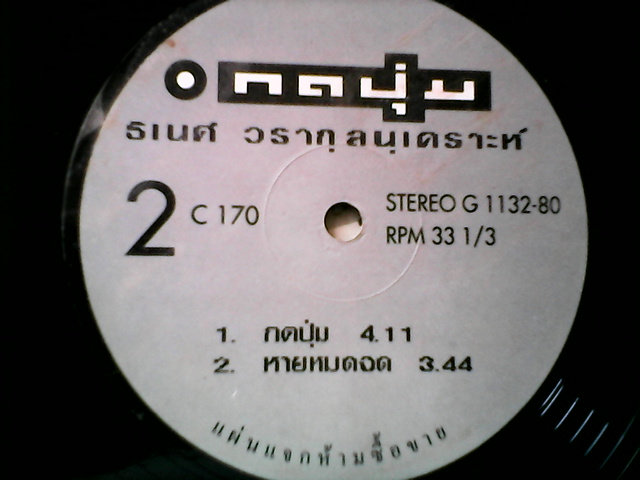 กดปุ่ม
ธเนศ วรากุลนุเคราะห์
2 C 170
STEREO G 1132-80
RPM 33 1/3
1. กดปุ่ม 4.11
2. หายหมดอด 3.44
แผ่นแจกห้ามซื้อขาย